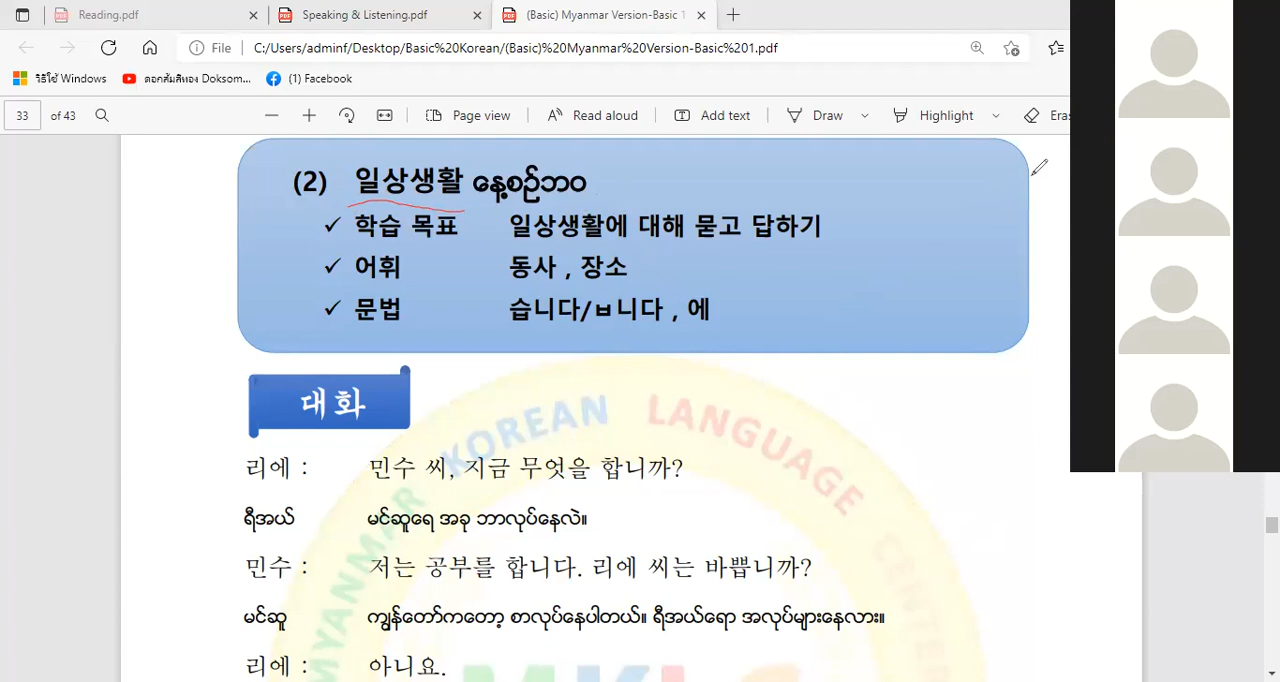 Reading.pdf
Speaking & Listening.pdf
(Basic) Myanmar Version-Basic 1
File
C:/Users/adminf/Desktop/Basic%20Korean/(Basic)%20Myanmar%20Version-Basic%201.pdf
วิธีใช้ Windows
ดอกส้มสีทอง Doksom...
(1) Facebook
33 of 43
Page view
Read aloud
Add text
Draw
Highlight
Eras
(2) 일상생활 နေ့စဉ်ဘဝ
✓ 학습 목표 일상생활에 대해 묻고 답하기
✓ 어휘 동사 , 장소
✓ 문법 습니다/ㅂ니다 , 에
대화
리에 : 민수 씨, 지금 무엇을 합니까?
ရီအယ် မင်ဆူရေ အခု ဘာလုပ်နေလဲ။
민수 : 저는 공부를 합니다. 리에 씨는 바쁩니까?
မင်ဆူ ကျွန်တော်ကတော့ စာလုပ်နေပါတယ်။ ရီအယ်ရော အလုပ်များနေလား။
리에 : 아니요.
MYANMAR KOREAN LANGUAGE CENTER